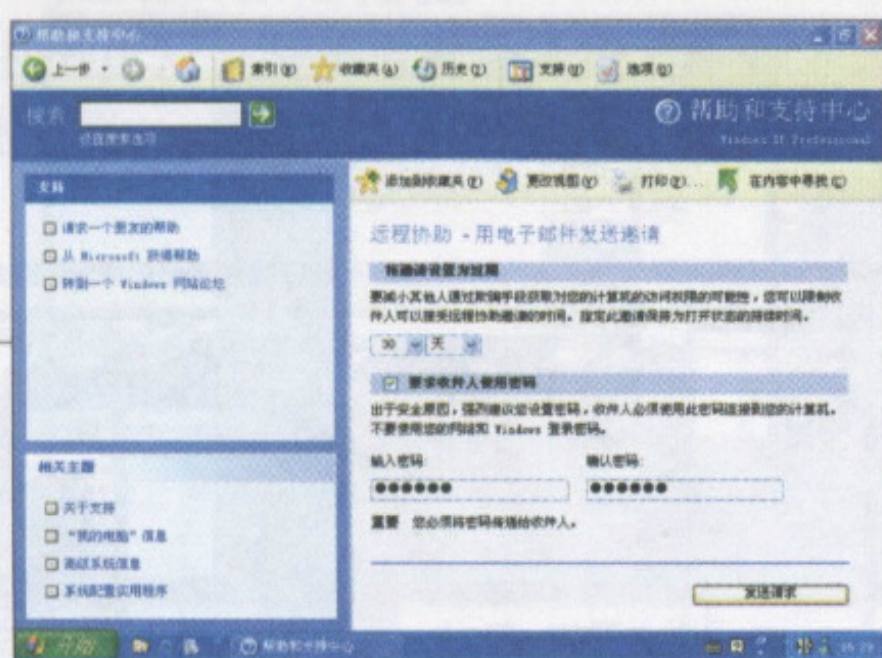 帮助和支持中心
上一步 索引(I) 收藏夹(A) 历史(I) 支持(U) 选项(O)
搜索
设置搜索选项
帮助和支持中心
Windows XP Professional
支持
请求一个朋友的帮助
从 Microsoft 获得帮助
转到一个 Windows 网站论坛
相关主题
关于支持
“我的电脑”信息
高级系统信息
系统配置实用程序
添加到收藏夹(F) 更改视图(V) 打印(P)... 在内容中寻找(C)
远程协助 - 用电子邮件发送邀请
将邀请设置为过期
要减小其他人通过欺骗手段获取对您的计算机的访问权限的可能性，您可以限制收
件人可以接受远程协助邀请的时间。指定此邀请保持为打开状态的持续时间。
30 天
要求收件人使用密码
出于安全原因，强烈建议您设置密码，收件人必须使用此密码连接到您的计算机。
不要使用您的网络和 Windows 登录密码。
输入密码: 确认密码:
●●●●●● ●●●●●●
重要 您必须将密码传递给收件人。
发送请求
开始 帮助和支持中心 16:29